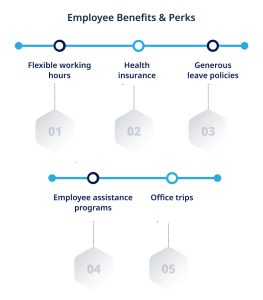 Employee Benefits & Perks
Flexible working
hours
Health
insurance
Generous
leave policies
01
02
03
Employee assistance
programs
Office trips
04
05